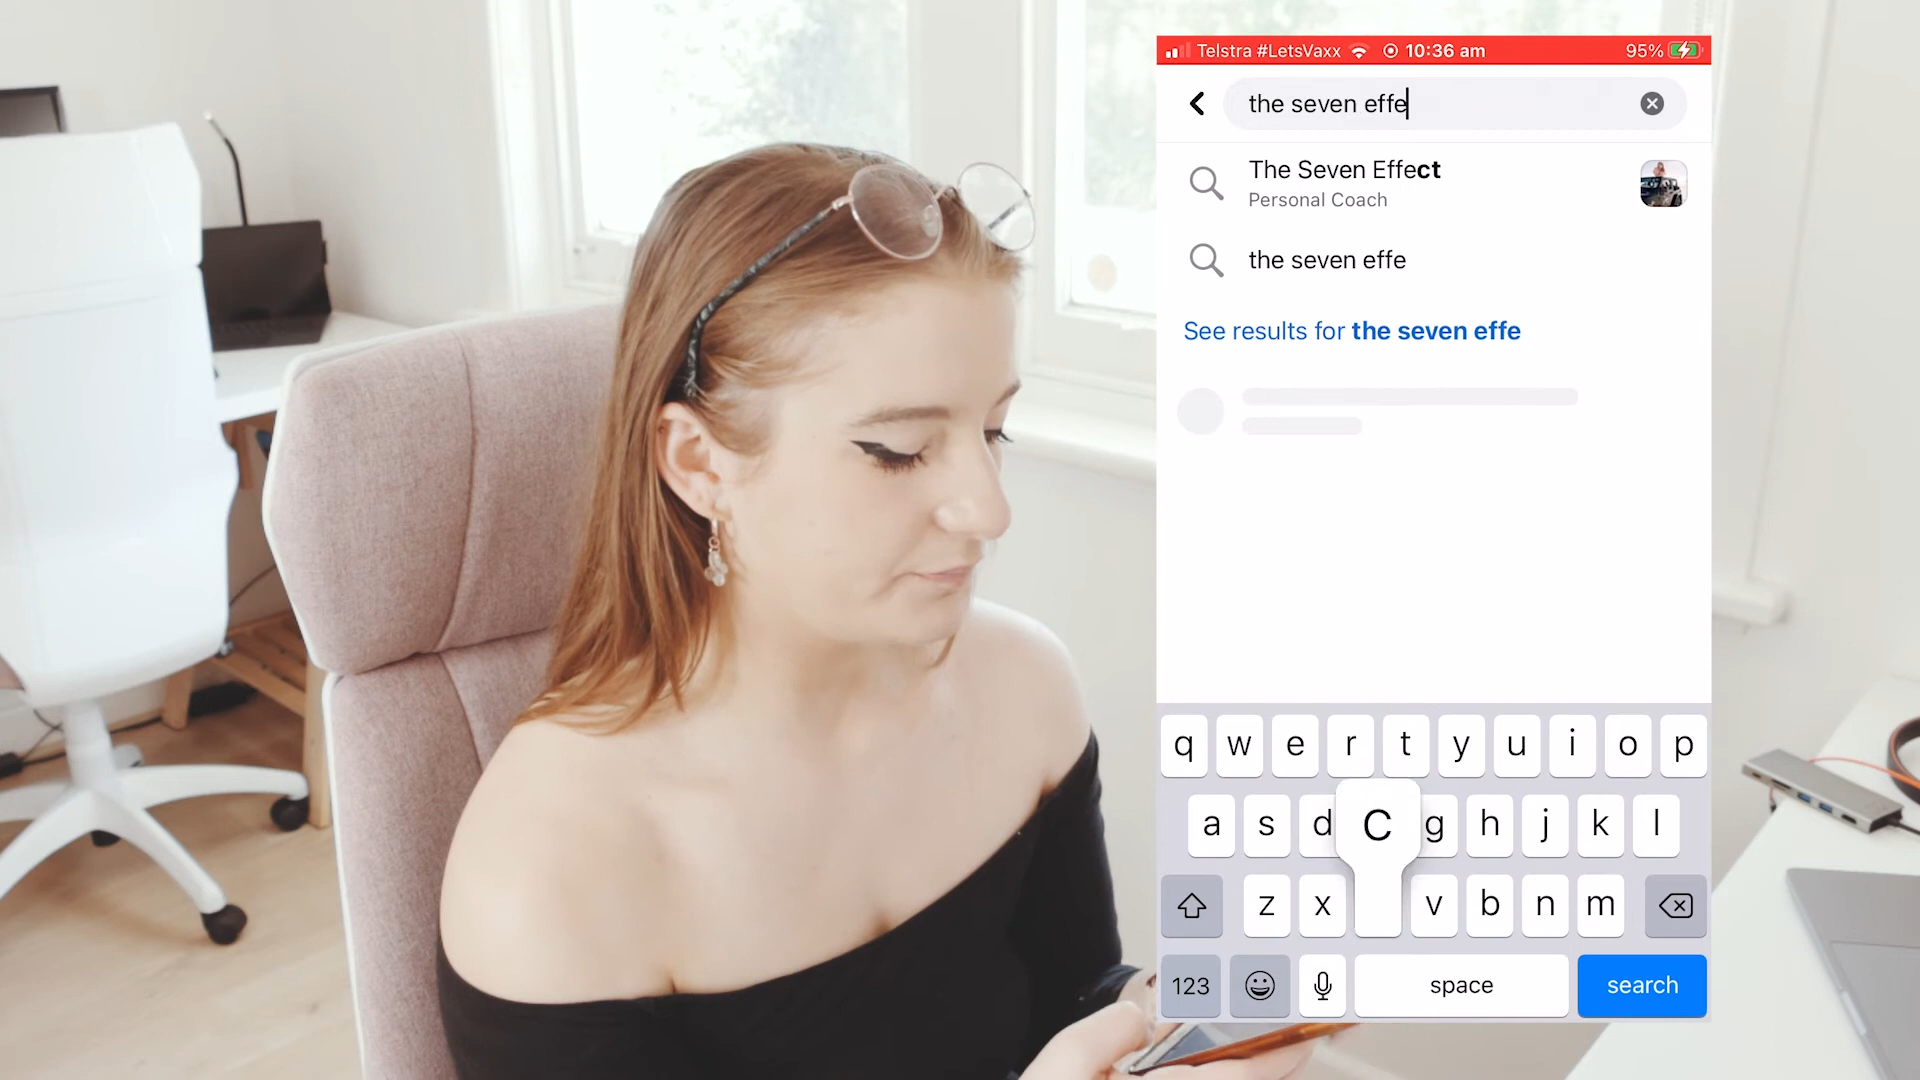 Telstra #LetsVaxx 10:36 am 95%
the seven effe
The Seven Effect
Personal Coach
the seven effe
See results for the seven effe
q w e r t y u i o p
a s d C g h j k l
z x v b n m
123 space search